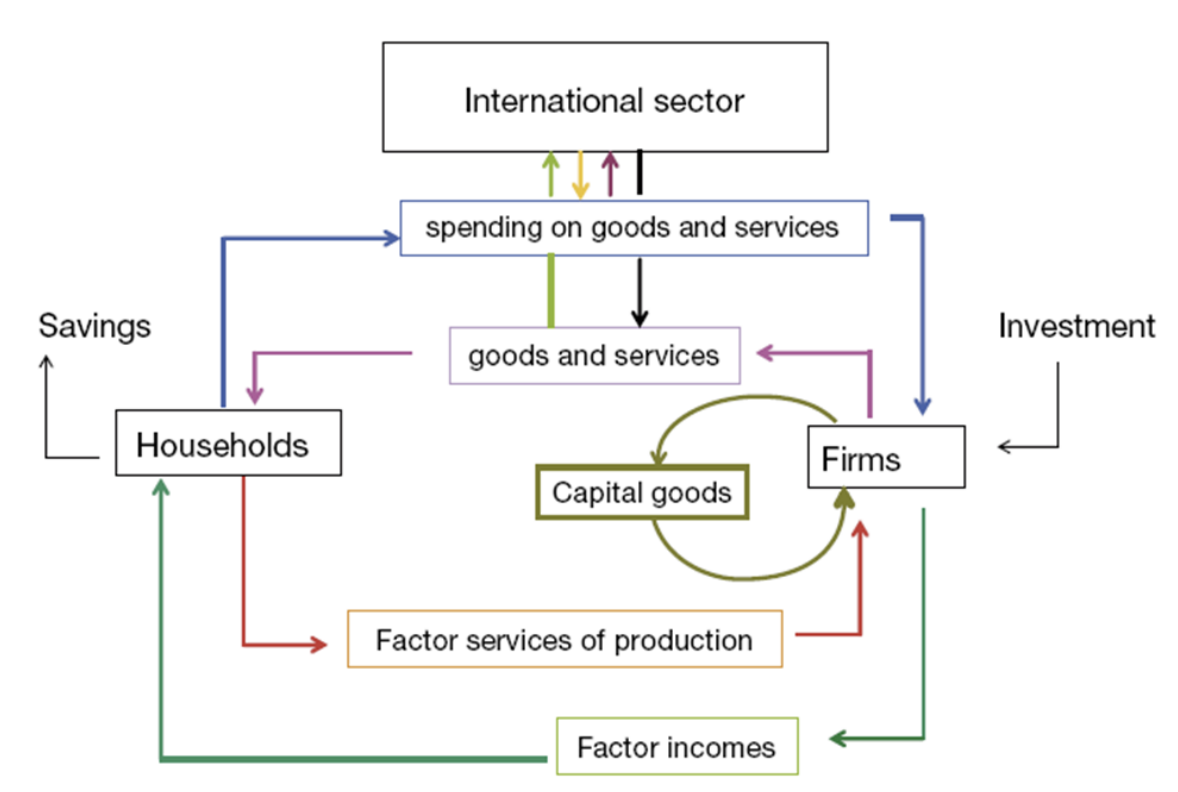 International sector
spending on goods and services
Savings
Investment
goods and services
Households
Firms
Capital goods
Factor services of production
Factor incomes